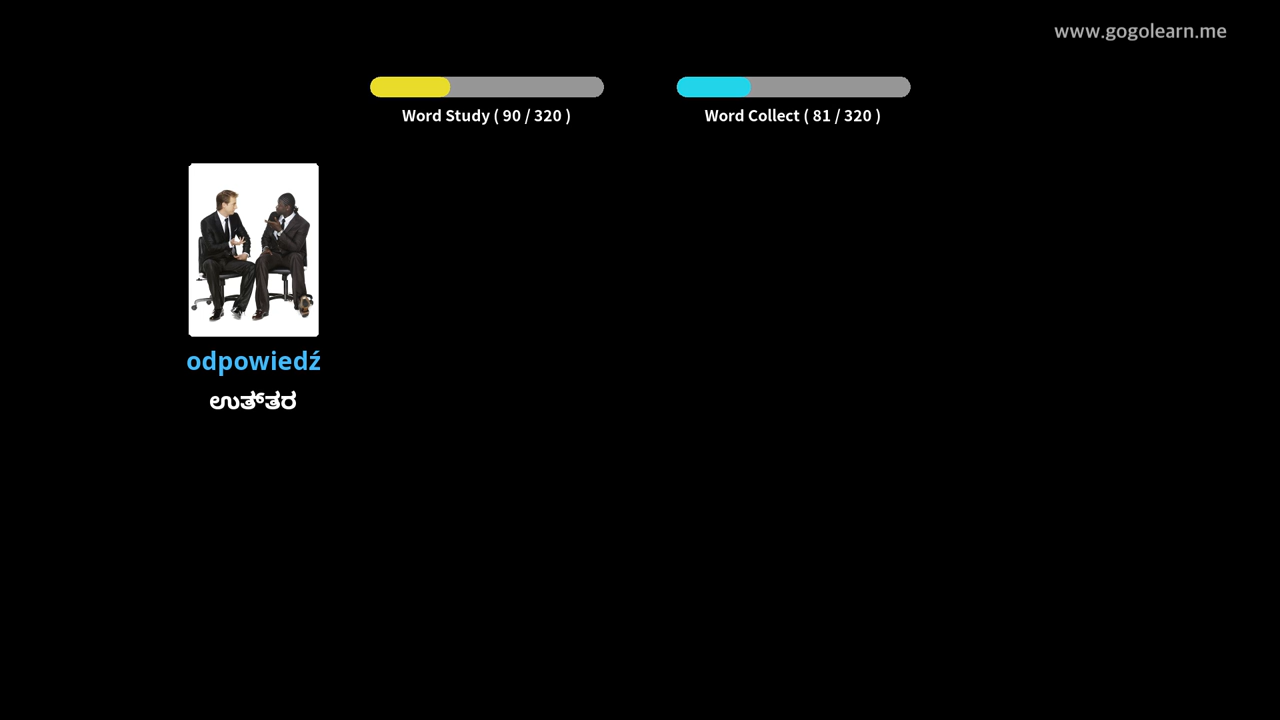 www.gogolearn.me
Word Study ( 90 / 320 )
Word Collect ( 81 / 320 )
odpowiedź
ಉತ್ತರ